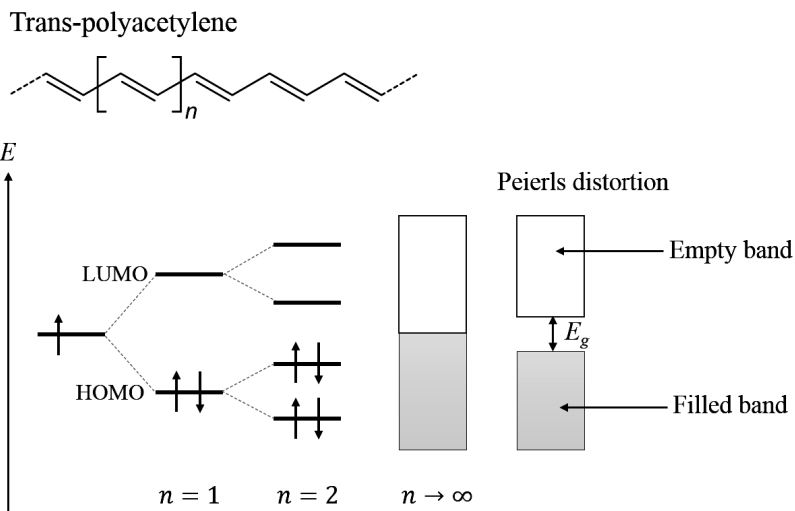 Trans-polyacetylene
n
E
Peierls distortion
Empty band
LUMO
E_g
HOMO
Filled band
n = 1
n = 2
n → ∞